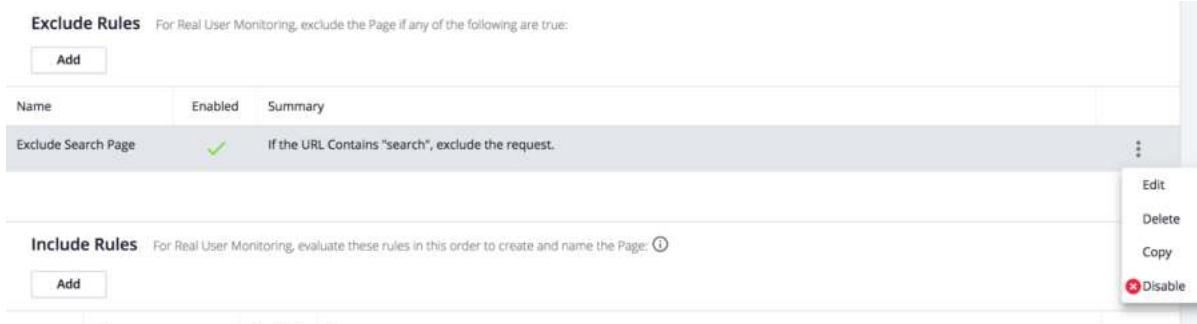 Exclude Rules For Real User Monitoring, exclude the Page if any of the following are true:
Add
Name Enabled Summary
Exclude Search Page If the URL Contains "search", exclude the request.
Edit
Delete
Include Rules For Real User Monitoring, evaluate these rules in this order to create and name the Page:
Copy
Add
Disable